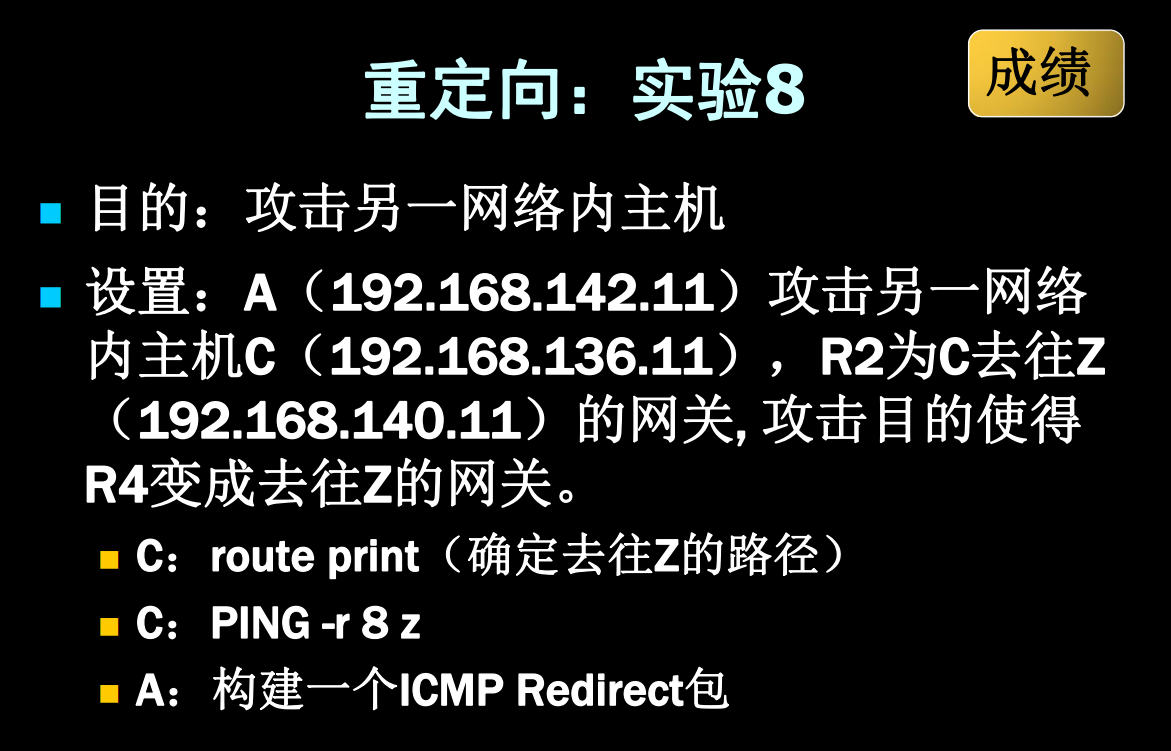 重定向：实验8
成绩
目的：攻击另一网络内主机
设置：A（192.168.142.11）攻击另一网络
内主机C（192.168.136.11），R2为C去往Z
（192.168.140.11）的网关, 攻击目的使得
R4变成去往Z的网关。
C：route print（确定去往Z的路径）
C：PING -r 8 z
A：构建一个ICMP Redirect包